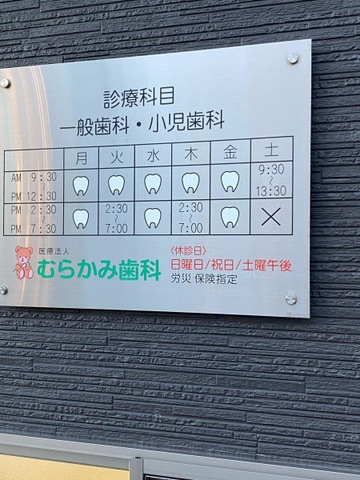 診療科目
一般歯科・小児歯科
月 火 水 木 金 土
AM 9:30 〜 PM 12:30 9:30 〜 13:30
PM 2:30 〜 PM 7:00 2:30 〜 7:00 2:30 〜 7:00 ×
医療法人
むらかみ歯科
〈休診日〉
日曜日/祝日/土曜午後
労災 保険指定